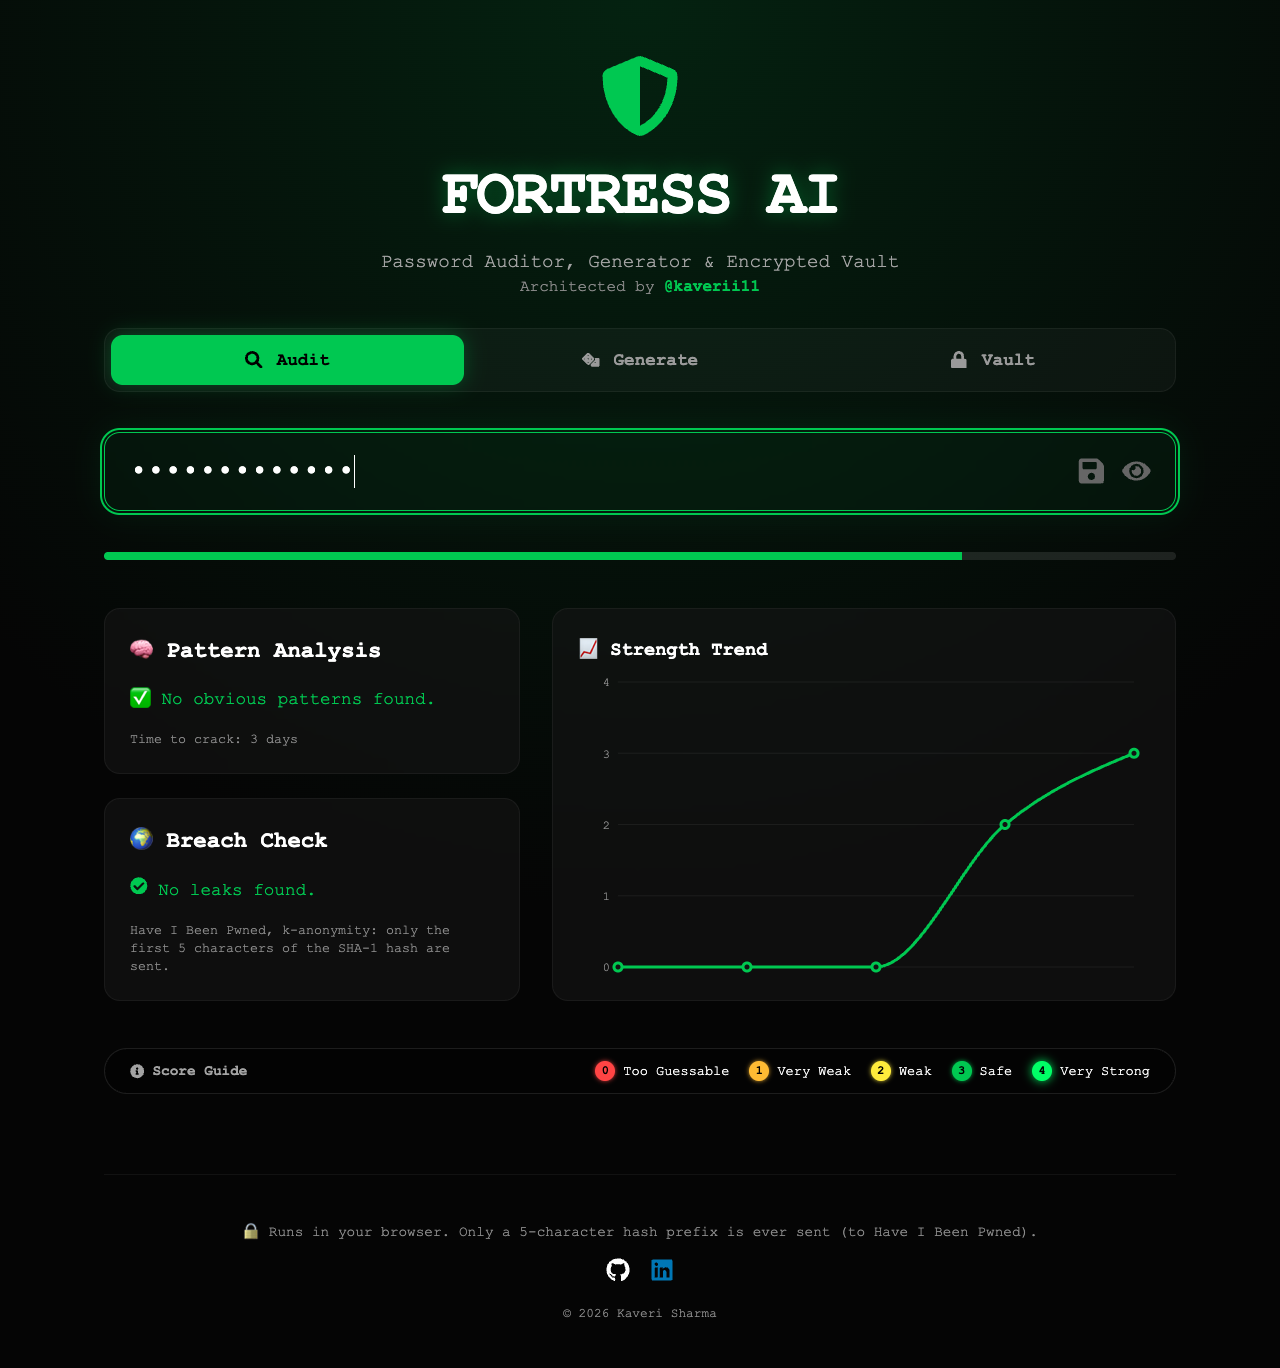 FORTRESS AI
Password Auditor, Generator & Encrypted Vault
Architected by @kaverii11
Audit
Generate
Vault
•••••••••••••
Pattern Analysis
No obvious patterns found.
Time to crack: 3 days
Breach Check
No leaks found.
Have I Been Pwned, k-anonymity: only the
first 5 characters of the SHA-1 hash are
sent.
Strength Trend
4
3
2
1
0
Score Guide
0 Too Guessable
1 Very Weak
2 Weak
3 Safe
4 Very Strong
Runs in your browser. Only a 5-character hash prefix is ever sent (to Have I Been Pwned).
© 2026 Kaveri Sharma